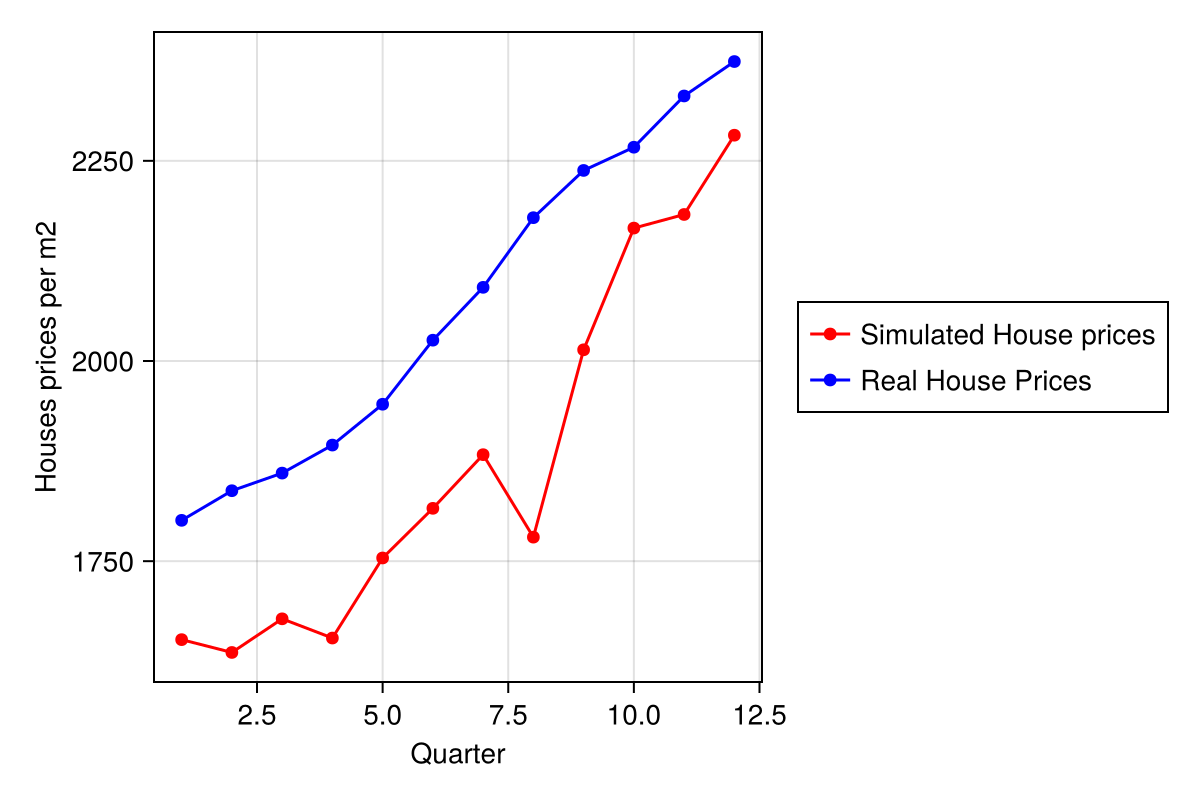 Houses prices per m2
2250
2000
1750
2.5 5.0 7.5 10.0 12.5
Quarter
Simulated House prices
Real House Prices